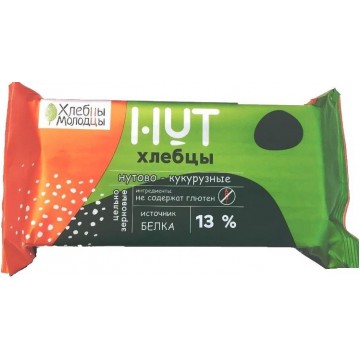 Хлебцы
Молодцы
НУТ
хлебцы
нутово - кукурузные
цельно
зерновые
ингредиенты
не содержат глютен
источник
БЕЛКА
13 %